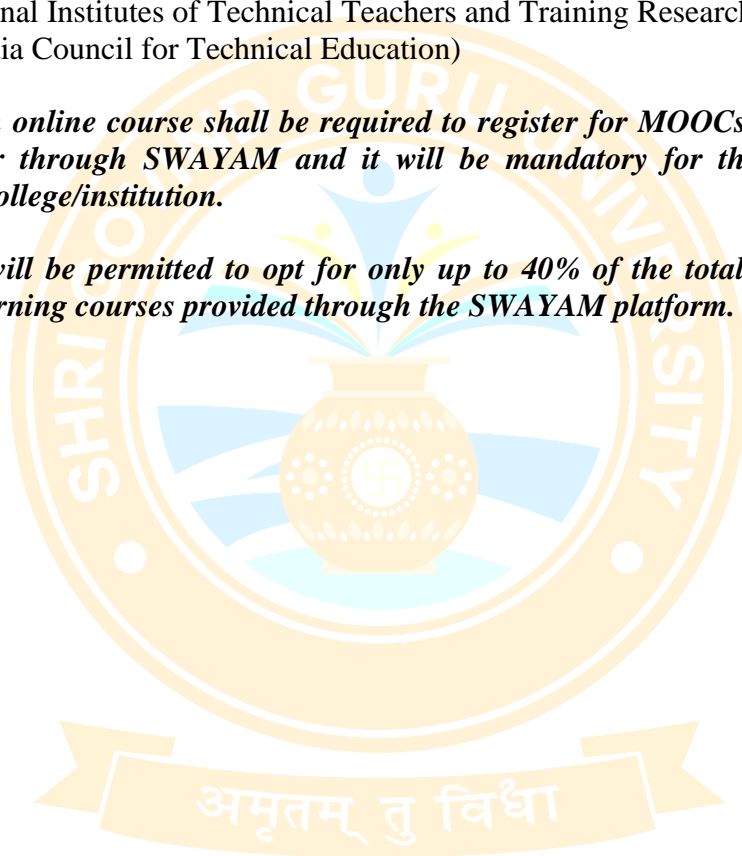 nal Institutes of Technical Teachers and Training Research
ia Council for Technical Education)
online course shall be required to register for MOOCs
r through SWAYAM and it will be mandatory for th
ollege/institution.
vill be permitted to opt for only up to 40% of the total
rning courses provided through the SWAYAM platform.
SHRI GOVIND GURU UNIVERSITY
अमृतम् तु विधा